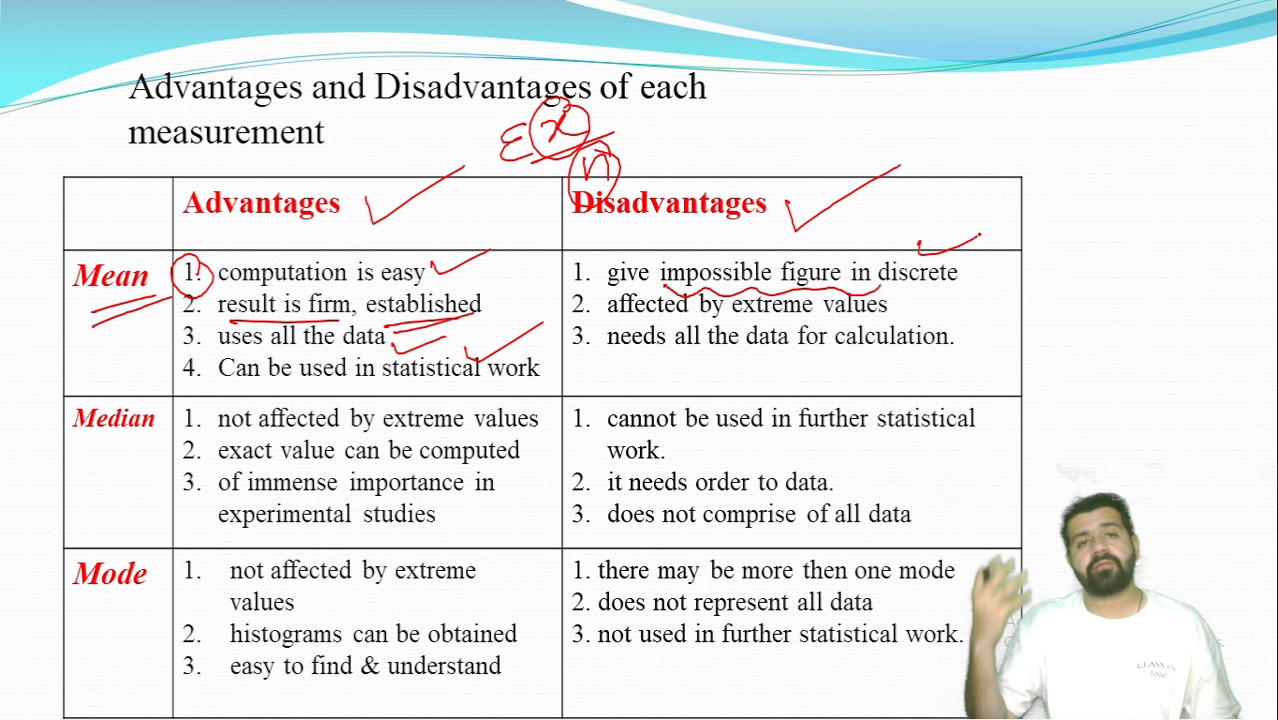 Advantages and Disadvantages of each
measurement
Σ x
n
Advantages
Disadvantages
Mean
1. computation is easy
2. result is firm, established
3. uses all the data
4. Can be used in statistical work
1. give impossible figure in discrete
2. affected by extreme values
3. needs all the data for calculation.
Median
1. not affected by extreme values
2. exact value can be computed
3. of immense importance in
experimental studies
1. cannot be used in further statistical
work.
2. it needs order to data.
3. does not comprise of all data
Mode
1. not affected by extreme
values
2. histograms can be obtained
3. easy to find & understand
1. there may be more then one mode
2. does not represent all data
3. not used in further statistical work.
CLASS OF